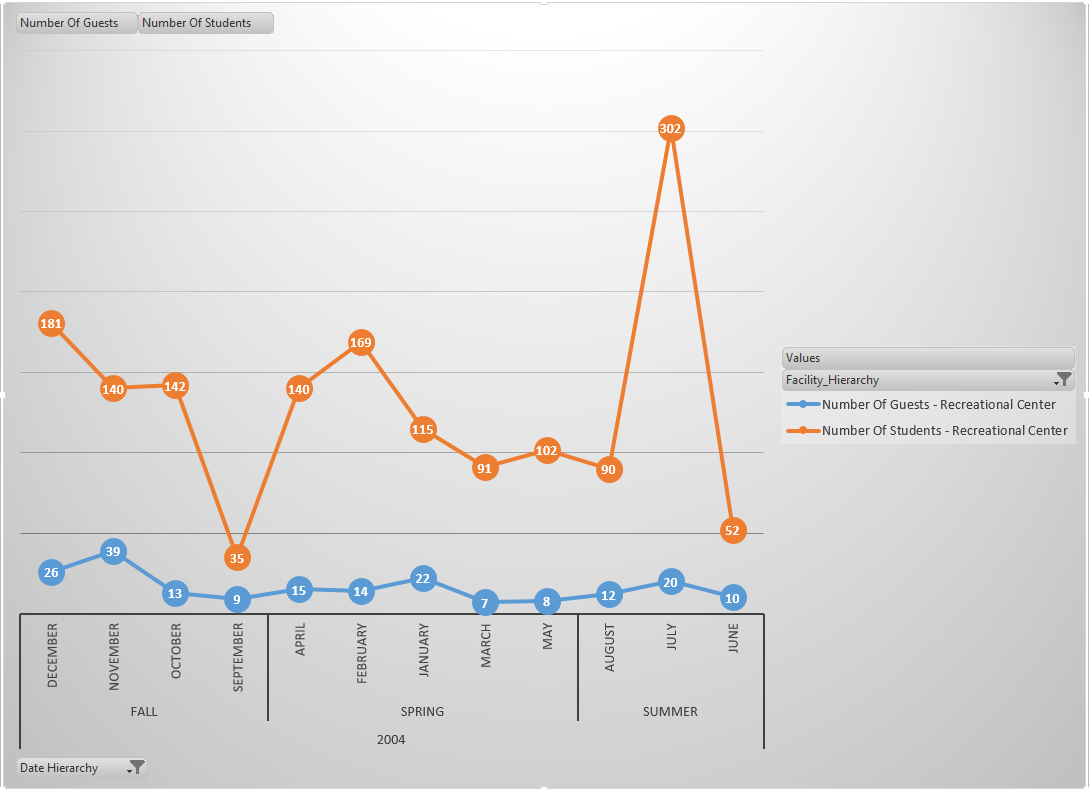 Number Of Guests Number Of Students
302
181
169
140 142 140
115
102
91 90
52
35
39
26
22 20
13 15 14 12
9 7 8 10
DECEMBER NOVEMBER OCTOBER SEPTEMBER APRIL FEBRUARY JANUARY MARCH MAY AUGUST JULY JUNE
FALL SPRING SUMMER
2004
Date Hierarchy
Values
Facility_Hierarchy
Number Of Guests - Recreational Center
Number Of Students - Recreational Center